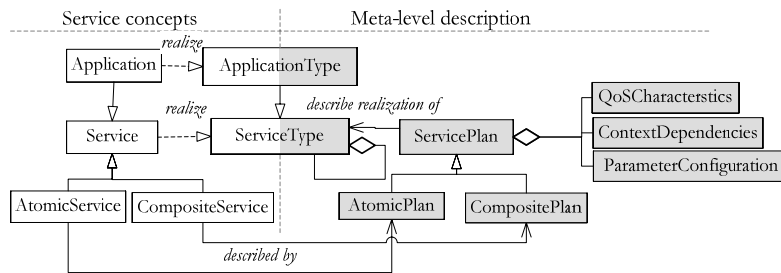 Service concepts
Meta-level description
realize
Application
ApplicationType
QoSCharacterstics
realize
describe realization of
Service
ServiceType
ServicePlan
ContextDependencies
ParameterConfiguration
AtomicService
CompositeService
AtomicPlan
CompositePlan
described by